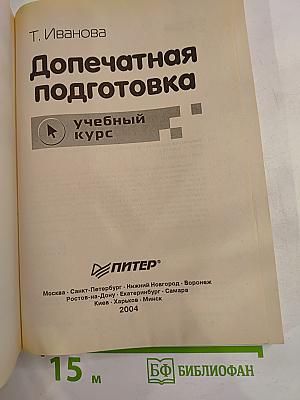 Т. Иванова
Допечатная
подготовка
учебный
курс
ПИТЕР®
Москва · Санкт-Петербург · Нижний Новгород · Воронеж
Ростов-на-Дону · Екатеринбург · Самара
Киев · Харьков · Минск
2004
15 м
БФ БИБЛИОФАН